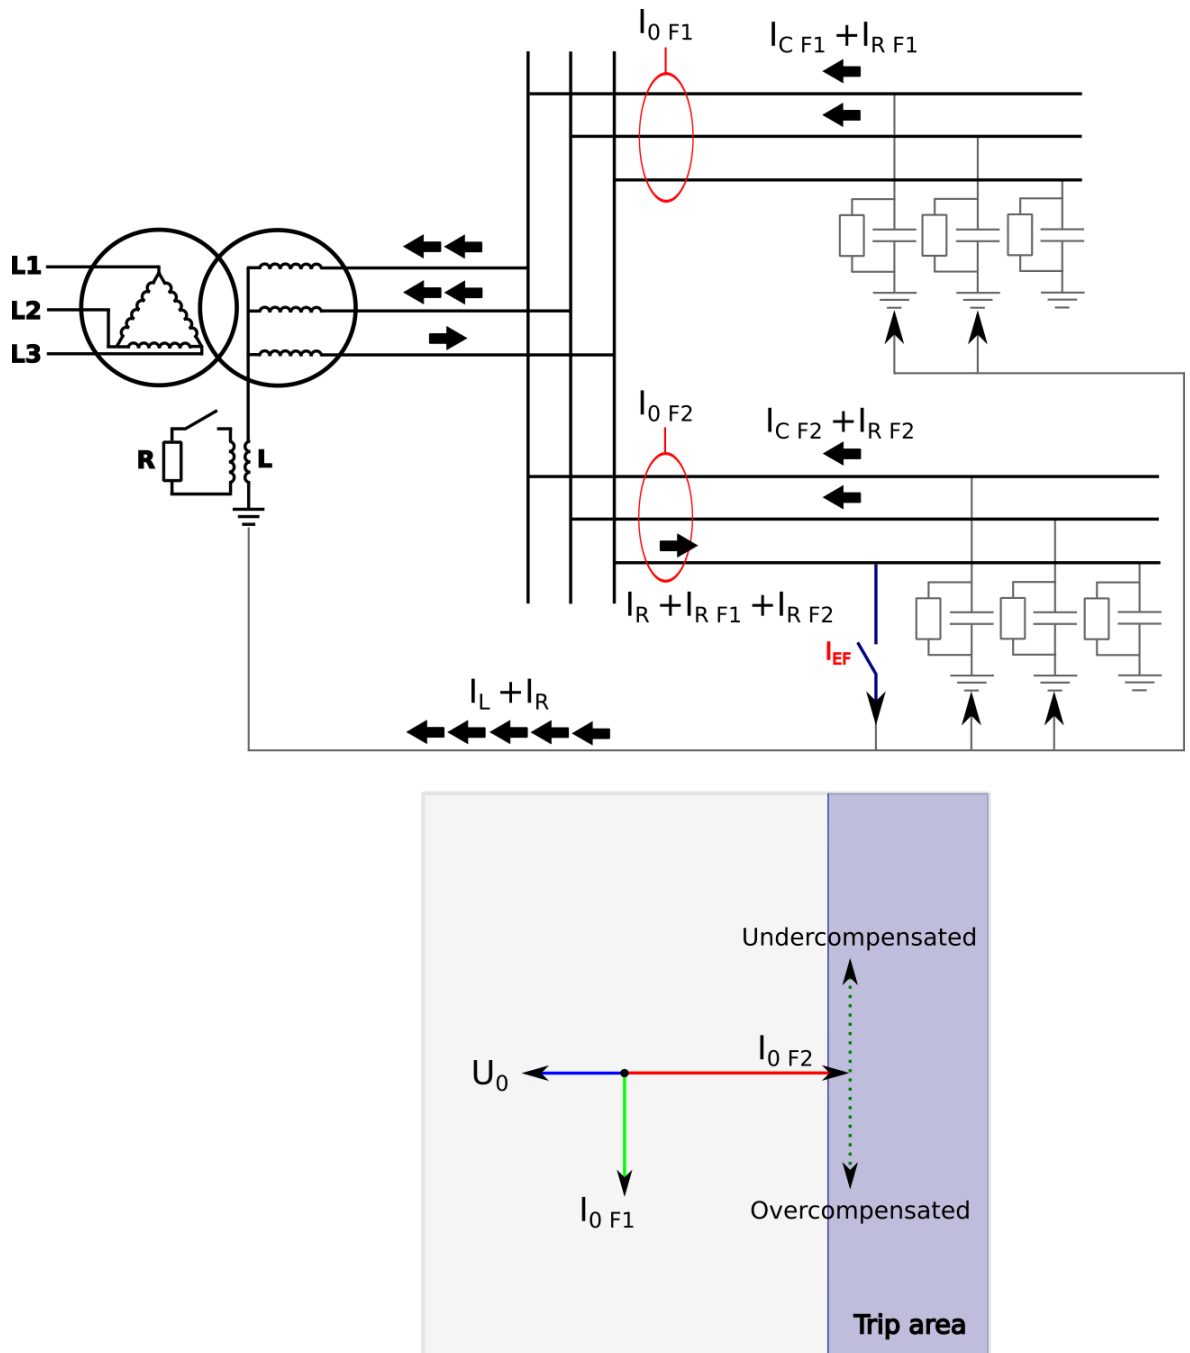 I0 F1
IC F1 +IR F1
L1
L2
L3
R
L
I0 F2
IC F2 +IR F2
IR +IR F1 +IR F2
IEF
IL +IR
Undercompensated
I0 F2
U0
I0 F1
Overcompensated
Trip area